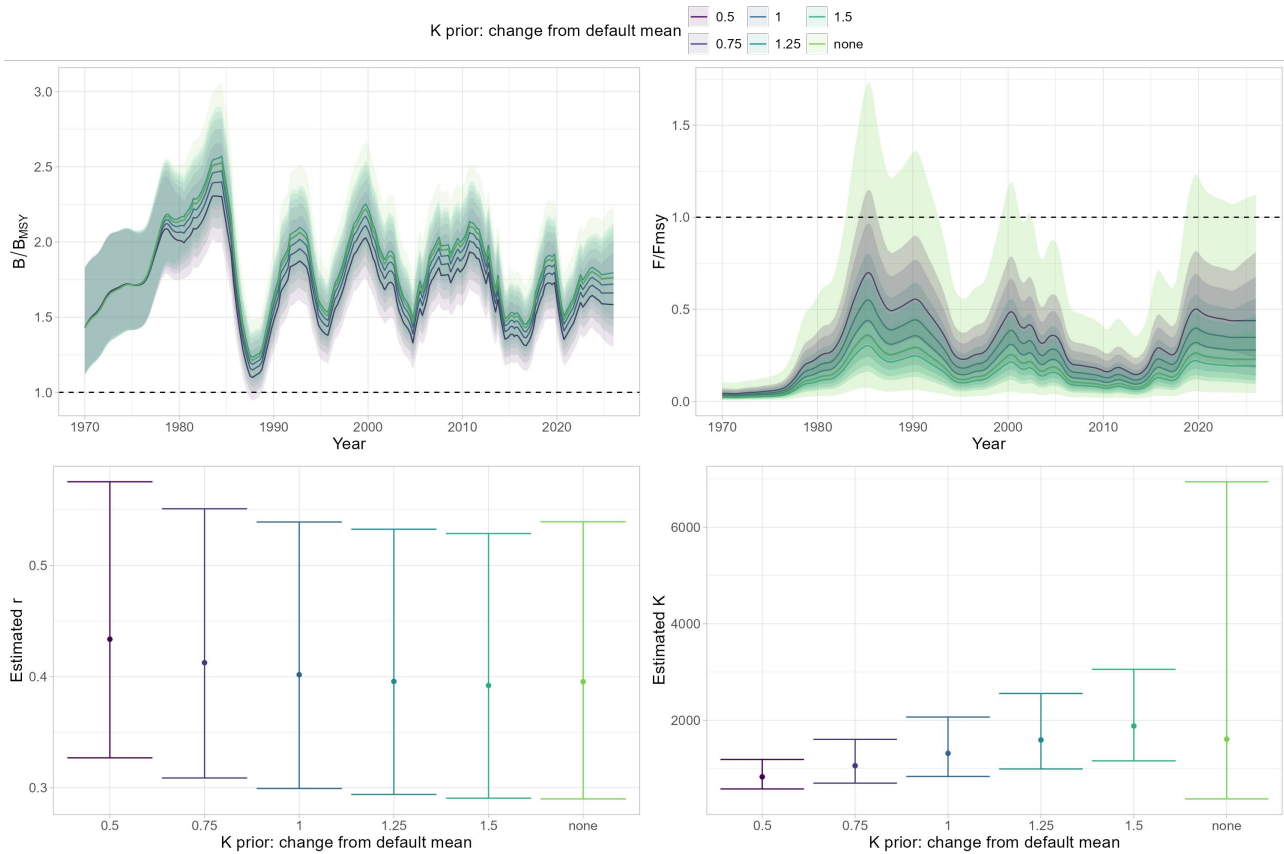 K prior: change from default mean
0.5 1 1.5
0.75 1.25 none
B/BMSY
3.0
2.5
2.0
1.5
1.0
1970 1980 1990 2000 2010 2020
Year
F/Fmsy
1.5
1.0
0.5
0.0
1970 1980 1990 2000 2010 2020
Year
Estimated r
0.5
0.4
0.3
0.5 0.75 1 1.25 1.5 none
K prior: change from default mean
Estimated K
6000
4000
2000
0.5 0.75 1 1.25 1.5 none
K prior: change from default mean